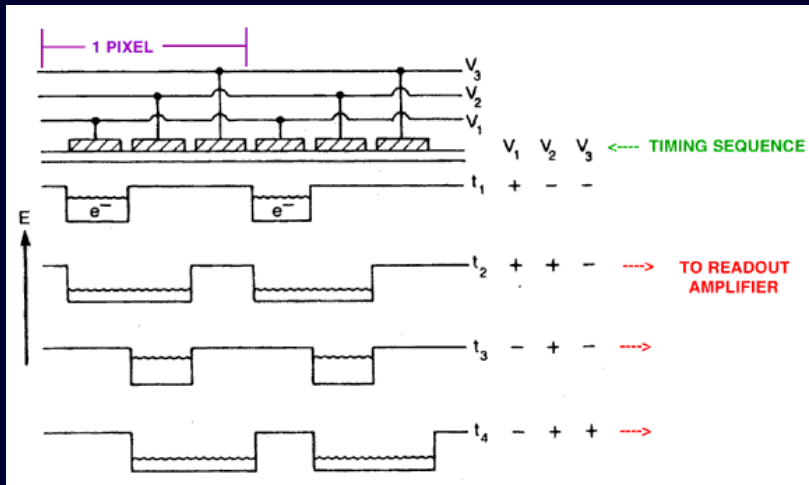 1 PIXEL
V3
V2
V1
V1 V2 V3 <---- TIMING SEQUENCE
t1 + - -
e- e-
E
t2 + + - ----> TO READOUT
AMPLIFIER
t3 - + - ---->
t4 - + + ---->